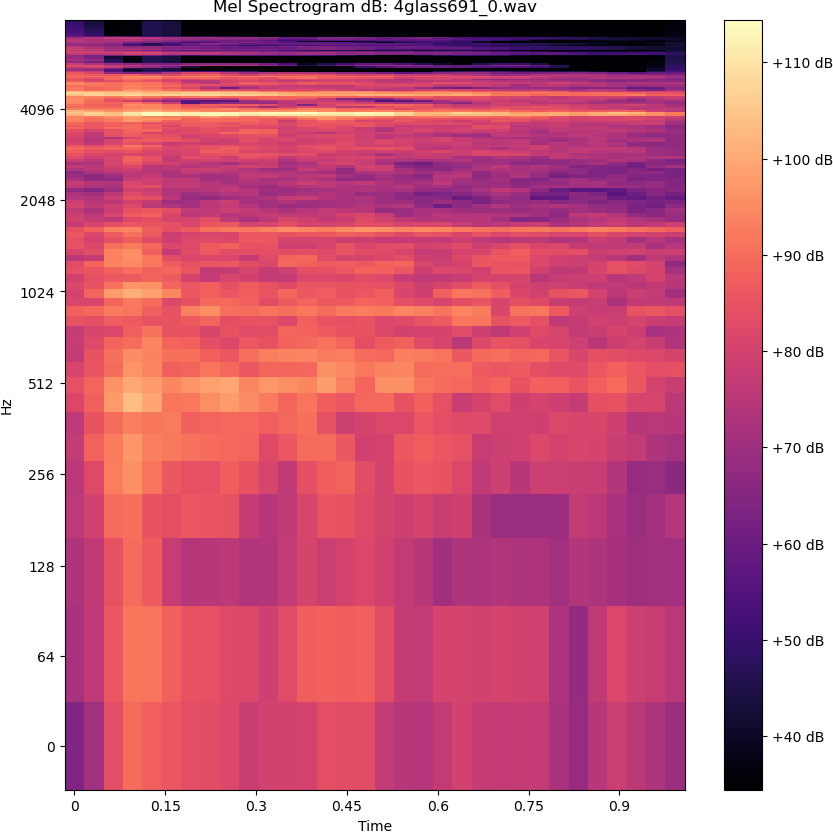 Mel Spectrogram dB: 4glass691_0.wav
+110 dB
4096
+100 dB
2048
+90 dB
1024
+80 dB
512
Hz
+70 dB
256
+60 dB
128
+50 dB
64
+40 dB
0
0 0.15 0.3 0.45 0.6 0.75 0.9
Time